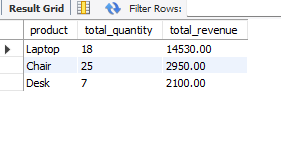 Result Grid Filter Rows:
product total_quantity total_revenue
Laptop 18 14530.00
Chair 25 2950.00
Desk 7 2100.00